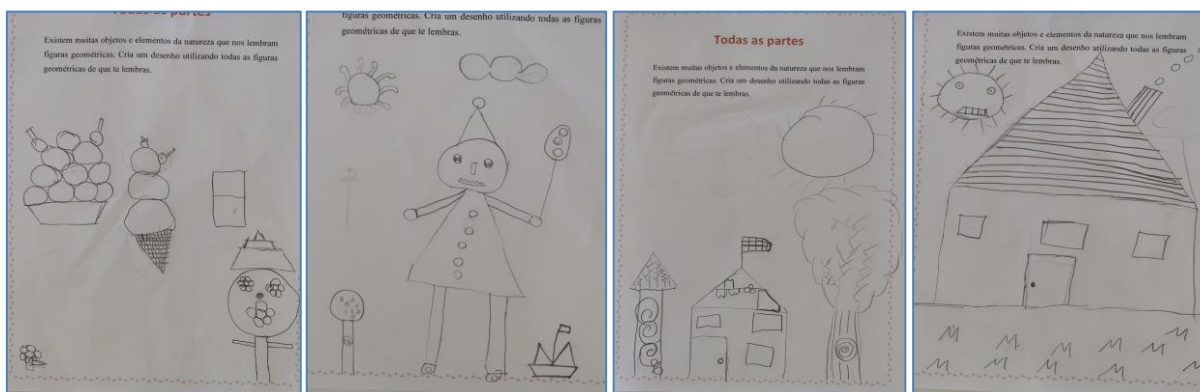 Todas as partes
Existem muitas objetos e elementos da natureza que nos lembram
figuras geométricas. Cria um desenho utilizando todas as figuras
geométricas de que te lembras.
figuras geométricas. Cria um desenho utilizando todas as figuras
geométricas de que te lembras.
Todas as partes
Existem muitas objetos e elementos da natureza que nos lembram
figuras geométricas. Cria um desenho utilizando todas as figuras
geométricas de que te lembras.
Existem muitas objetos e elementos da natureza que nos lembram
figuras geométricas. Cria um desenho utilizando todas as figuras
geométricas de que te lembras.